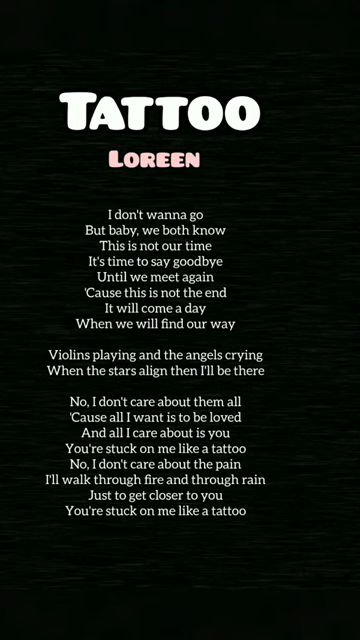 TATTOO
LOREEN
I don't wanna go
But baby, we both know
This is not our time
It's time to say goodbye
Until we meet again
'Cause this is not the end
It will come a day
When we will find our way
Violins playing and the angels crying
When the stars align then I'll be there
No, I don't care about them all
'Cause all I want is to be loved
And all I care about is you
You're stuck on me like a tattoo
No, I don't care about the pain
I'll walk through fire and through rain
Just to get closer to you
You're stuck on me like a tattoo